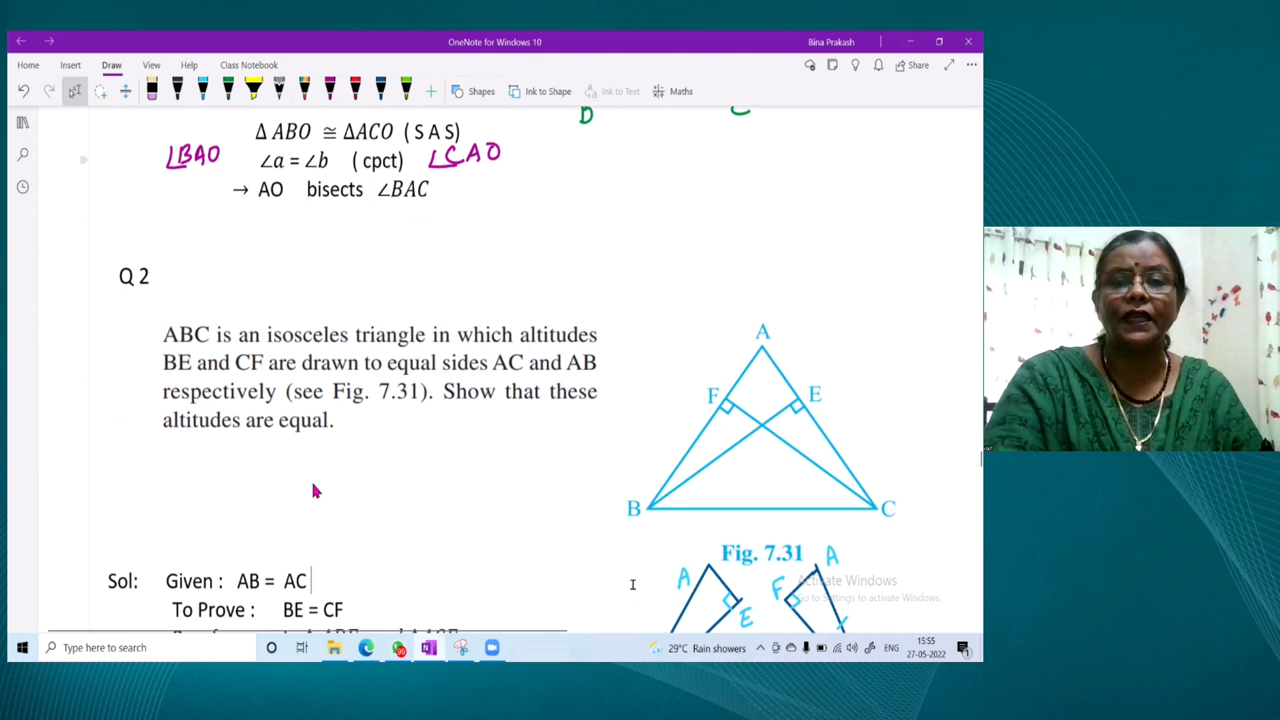 OneNote for Windows 10
Bina Prakash
Home Insert Draw View Help Class Notebook
Share
Shapes
Ink to Shape
Ink to Text
Maths
Δ ABO ≅ ΔACO ( S A S)
∠BAO ∠a = ∠b ( cpct) ∠CAO
→ AO bisects ∠BAC
Q 2
ABC is an isosceles triangle in which altitudes
BE and CF are drawn to equal sides AC and AB
respectively (see Fig. 7.31). Show that these
altitudes are equal.
A
F
E
B
C
Fig. 7.31
A
E
A
F
Sol: Given : AB = AC
To Prove : BE = CF
Activate Windows
Go to Settings to activate Windows.
Type here to search
99
29°C Rain showers
ENG
15:55
27-05-2022